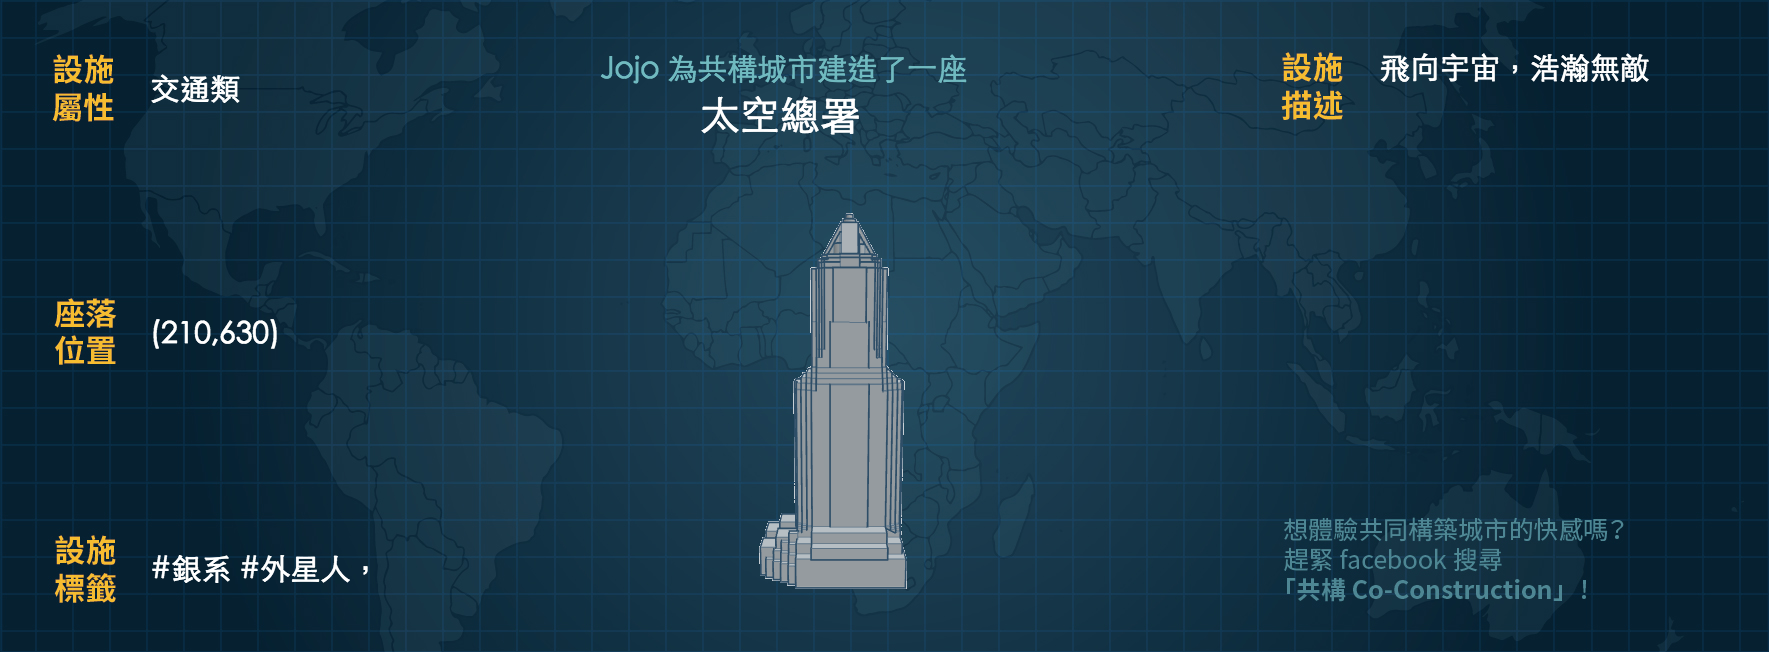 設施
屬性
交通類
Jojo 為共構城市建造了一座
太空總署
設施
描述
飛向宇宙，浩瀚無敵
座落
位置
(210,630)
設施
標籤
#銀系 #外星人，
想體驗共同構築城市的快感嗎？
趕緊 facebook 搜尋
「共構 Co-Construction」！